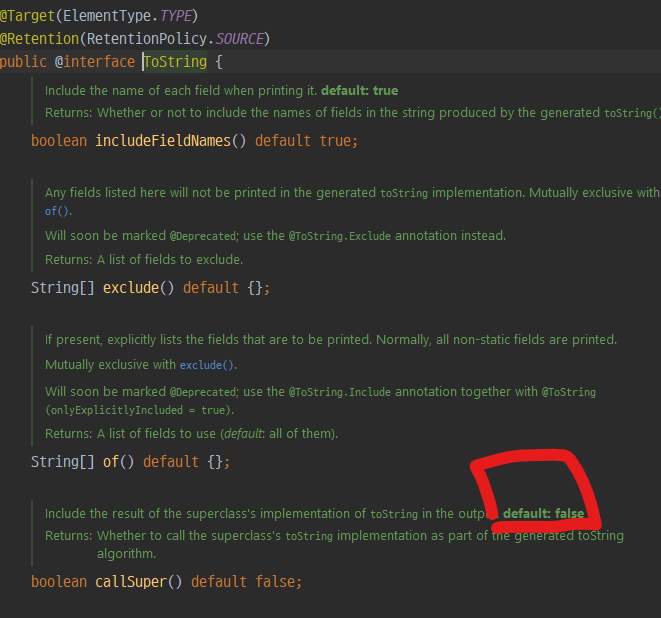 @Target(ElementType.TYPE)
@Retention(RetentionPolicy.SOURCE)
public @interface ToString {
Include the name of each field when printing it. default: true
Returns: Whether or not to include the names of fields in the string produced by the generated toString()
boolean includeFieldNames() default true;
Any fields listed here will not be printed in the generated toString implementation. Mutually exclusive with
of().
Will soon be marked @Deprecated; use the @ToString.Exclude annotation instead.
Returns: A list of fields to exclude.
String[] exclude() default {};
If present, explicitly lists the fields that are to be printed. Normally, all non-static fields are printed.
Mutually exclusive with exclude().
Will soon be marked @Deprecated; use the @ToString.Include annotation together with @ToString
(onlyExplicitlyIncluded = true).
Returns: A list of fields to use (default: all of them).
String[] of() default {};
Include the result of the superclass's implementation of toString in the default: false
Returns: Whether to call the superclass's toString implementation as part of the generated toString
algorithm.
boolean callSuper() default false;